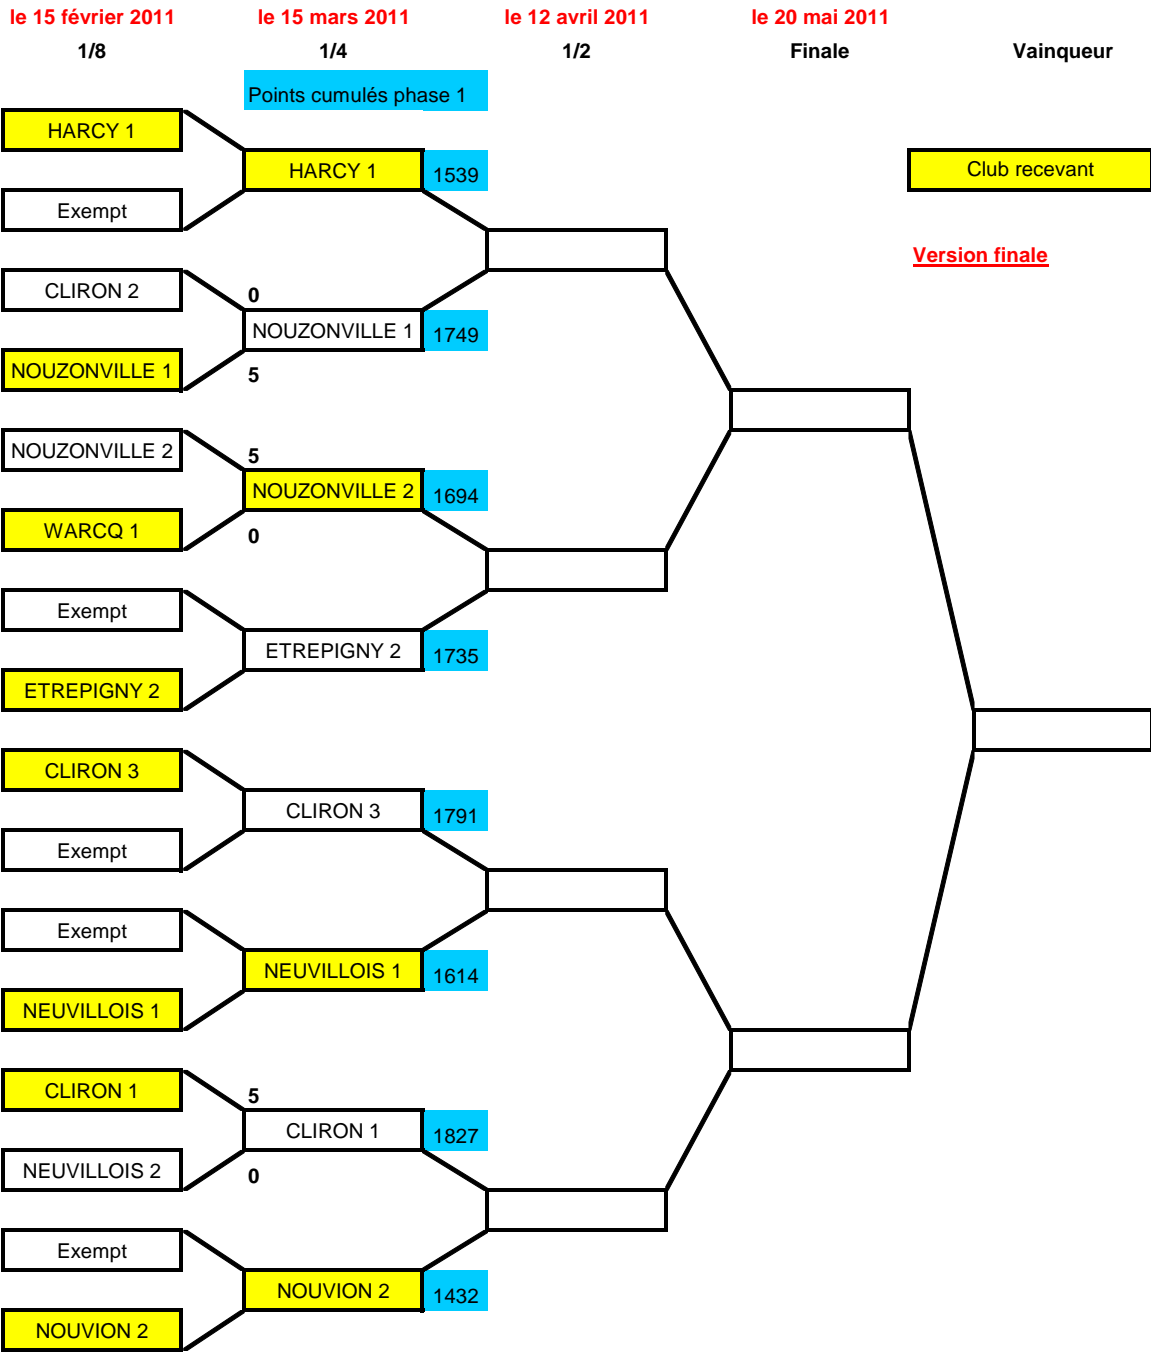 le 15 février 2011 le 15 mars 2011 le 12 avril 2011 le 20 mai 2011
1/8 1/4 1/2 Finale Vainqueur
Points cumulés phase 1
HARCY 1
HARCY 1 1539 Club recevant
Exempt
Version finale
CLIRON 2 0
NOUZONVILLE 1 1749
NOUZONVILLE 1 5
NOUZONVILLE 2 5
NOUZONVILLE 2 1694
WARCQ 1 0
Exempt
ETREPIGNY 2 1735
ETREPIGNY 2
CLIRON 3
CLIRON 3 1791
Exempt
Exempt
NEUVILLOIS 1 1614
NEUVILLOIS 1
CLIRON 1 5
CLIRON 1 1827
NEUVILLOIS 2 0
Exempt
NOUVION 2 1432
NOUVION 2